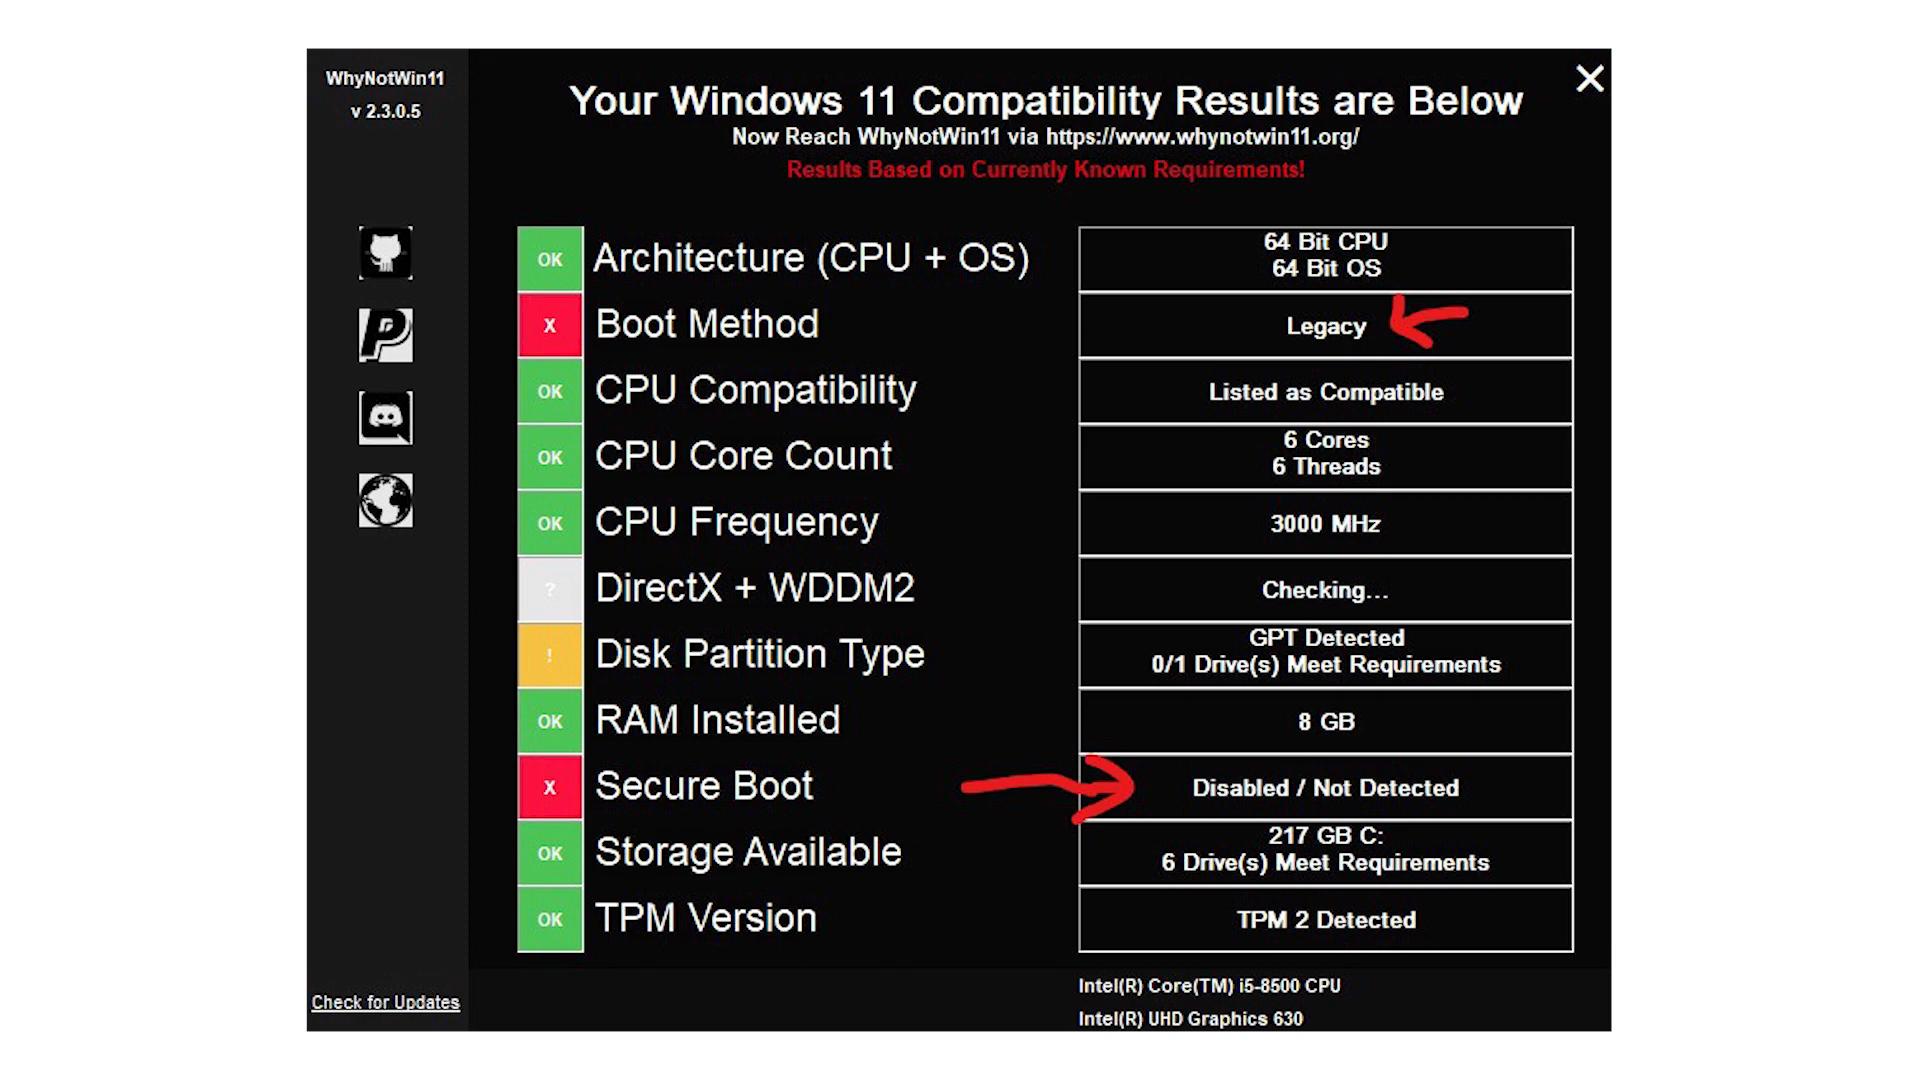 WhyNotWin11
v 2.3.0.5
Your Windows 11 Compatibility Results are Below
Now Reach WhyNotWin11 via https://www.whynotwin11.org/
Results Based on Currently Known Requirements!
OK Architecture (CPU + OS)
64 Bit CPU
64 Bit OS
X Boot Method Legacy
OK CPU Compatibility Listed as Compatible
OK CPU Core Count
6 Cores
6 Threads
OK CPU Frequency 3000 MHz
? DirectX + WDDM2 Checking...
! Disk Partition Type
GPT Detected
0/1 Drive(s) Meet Requirements
OK RAM Installed 8 GB
X Secure Boot Disabled / Not Detected
OK Storage Available
217 GB C:
6 Drive(s) Meet Requirements
OK TPM Version TPM 2 Detected
Check for Updates
Intel(R) Core(TM) i5-8500 CPU
Intel(R) UHD Graphics 630